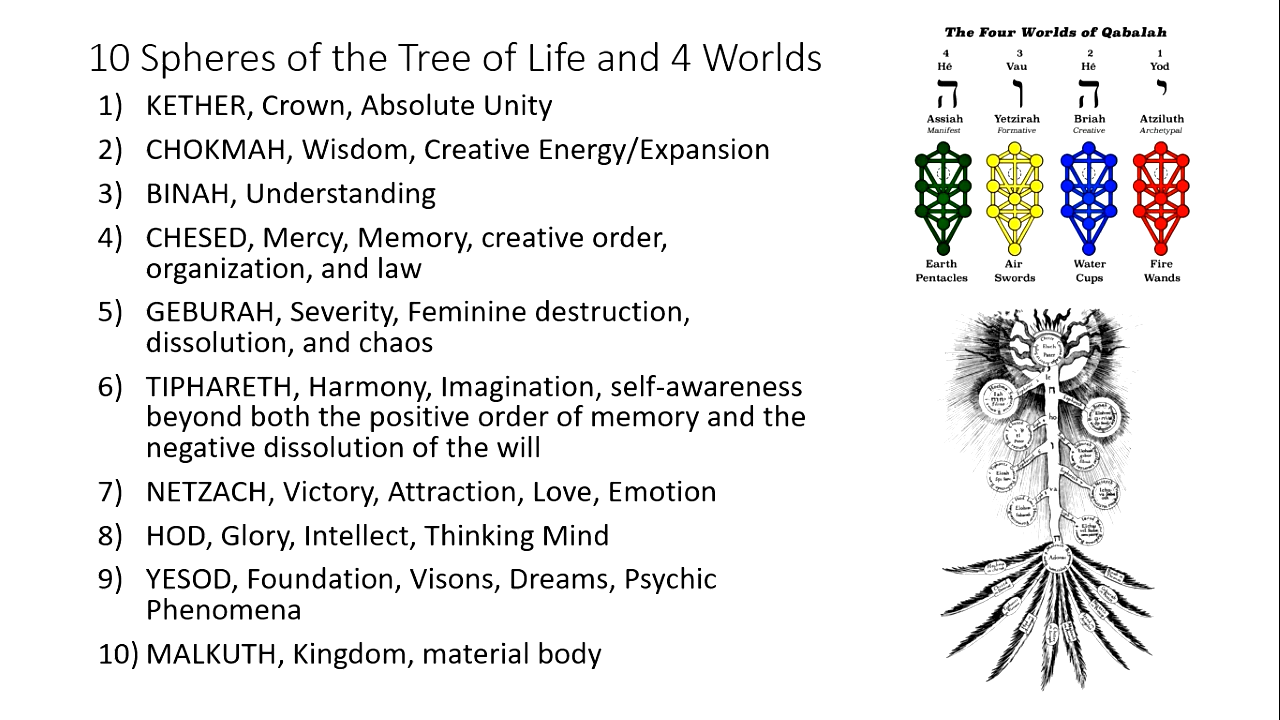 10 Spheres of the Tree of Life and 4 Worlds
1) KETHER, Crown, Absolute Unity
2) CHOKMAH, Wisdom, Creative Energy/Expansion
3) BINAH, Understanding
4) CHESED, Mercy, Memory, creative order,
organization, and law
5) GEBURAH, Severity, Feminine destruction,
dissolution, and chaos
6) TIPHARETH, Harmony, Imagination, self-awareness
beyond both the positive order of memory and the
negative dissolution of the will
7) NETZACH, Victory, Attraction, Love, Emotion
8) HOD, Glory, Intellect, Thinking Mind
9) YESOD, Foundation, Visons, Dreams, Psychic
Phenomena
10) MALKUTH, Kingdom, material body
The Four Worlds of Qabalah
4 3 2 1
Hé Vau Hé Yod
ה ו ה י
Assiah Yetzirah Briah Atziluth
Manifest Formative Creative Archetypal
Earth Air Water Fire
Pentacles Swords Cups Wands